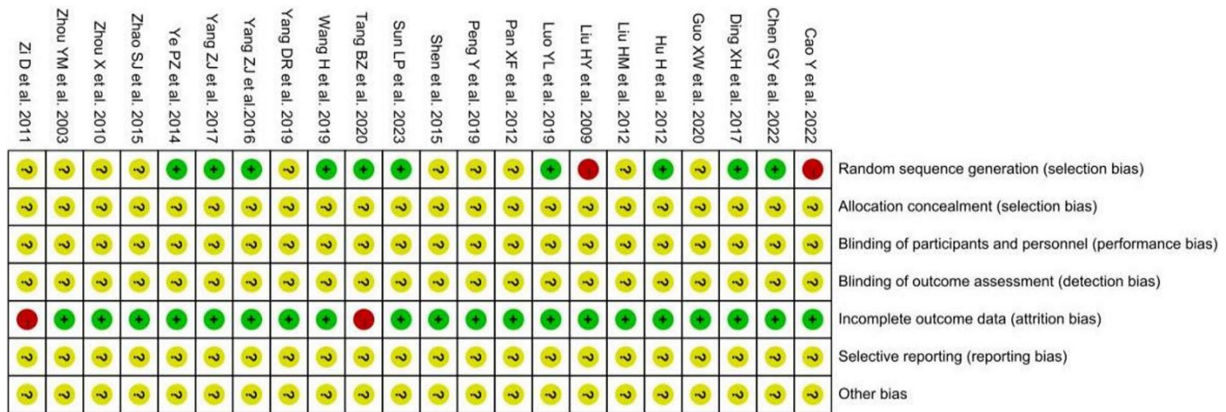 ZI D et al. 2011
Zhou YM et al. 2003
Zhou X et al. 2010
Zhao SJ et al. 2015
Ye PZ et al. 2014
Yang ZJ et al. 2017
Yang ZJ et al.2016
Yang DR et al. 2019
Wang H et al. 2019
Tang BZ et al. 2020
Sun LP et al. 2023
Shen et al. 2015
Peng Y et al. 2019
Pan XF et al. 2012
Luo YL et al. 2019
Liu HY et al. 2009
Liu HM et al. 2012
Hu H et al. 2012
Guo XW et al. 2020
Ding XH et al. 2017
Chen GY et al. 2022
Cao Y et al. 2022
? ? ? ? + + + ? + + + ? ? ? + - ? + ? + + - Random sequence generation (selection bias)
? ? ? ? ? ? ? ? ? ? ? ? ? ? ? ? ? ? ? ? ? ? Allocation concealment (selection bias)
? ? ? ? ? ? ? ? ? ? ? ? ? ? ? ? ? ? ? ? ? ? Blinding of participants and personnel (performance bias)
? ? ? ? ? ? ? ? ? ? ? ? ? ? ? ? ? ? ? ? ? ? Blinding of outcome assessment (detection bias)
- + + + + + + + + - + + + + + + + + + + + + Incomplete outcome data (attrition bias)
? ? ? ? ? ? ? ? ? ? ? ? ? ? ? ? ? ? ? ? ? ? Selective reporting (reporting bias)
? ? ? ? ? ? ? ? ? ? ? ? ? ? ? ? ? ? ? ? ? ? Other bias